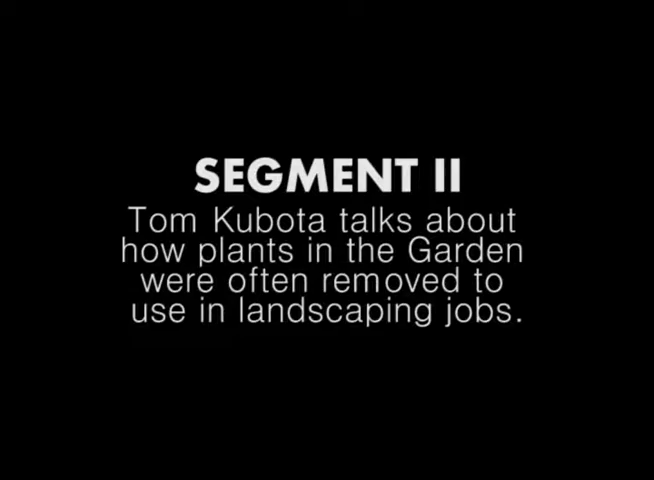 SEGMENT II
Tom Kubota talks about
how plants in the Garden
were often removed to
use in landscaping jobs.